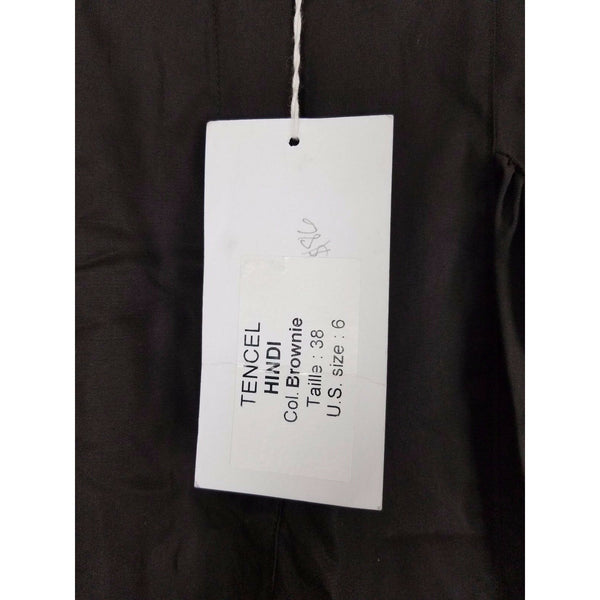 TENCEL
HINDI
Col. Brownie
Taille : 38
U.S. size : 6